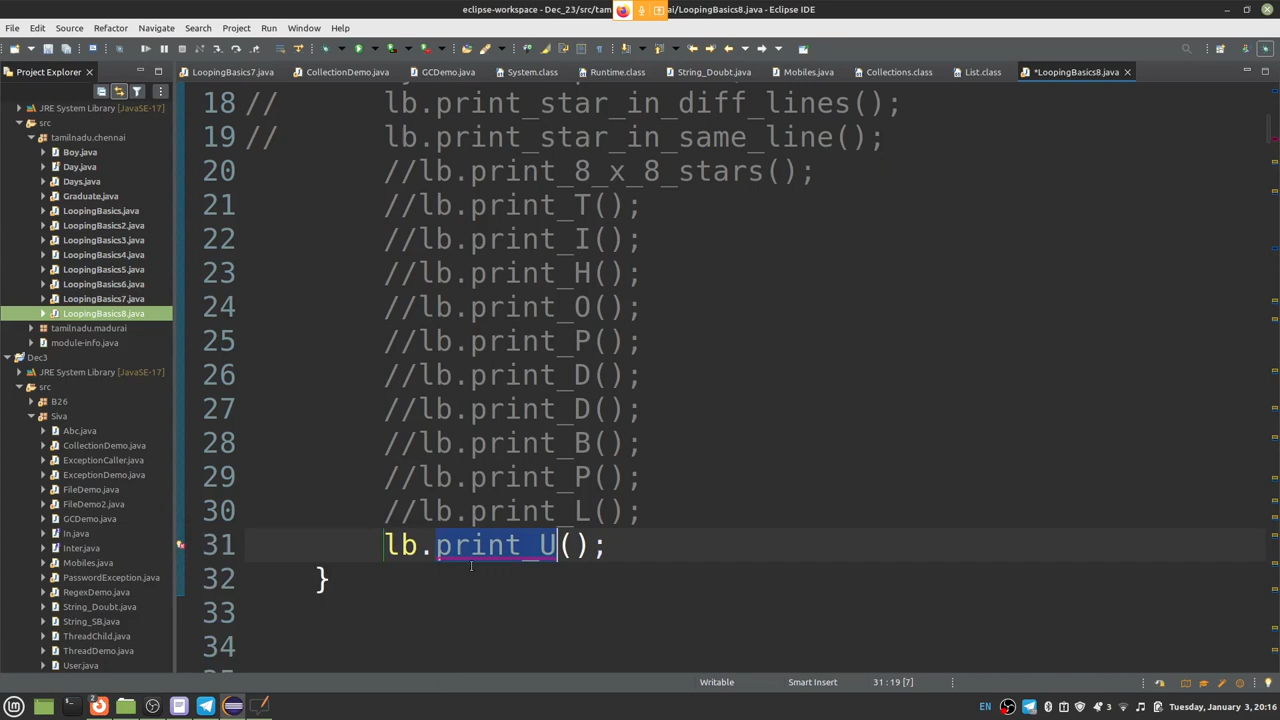 eclipse-workspace - Dec_23/src/tam
ai/LoopingBasics8.java - Eclipse IDE
File Edit Source Refactor Navigate Search Project Run Window Help
Project Explorer
LoopingBasics7.java CollectionDemo.java GCDemo.java System.class Runtime.class String_Doubt.java Mobiles.java Collections.class List.class *LoopingBasics8.java
JRE System Library [JavaSE-17]
src
tamilnadu.chennai
Boy.java
Day.java
Days.java
Graduate.java
LoopingBasics.java
LoopingBasics2.java
LoopingBasics3.java
LoopingBasics4.java
LoopingBasics5.java
LoopingBasics6.java
LoopingBasics7.java
LoopingBasics8.java
tamilnadu.madurai
module-info.java
Dec3
JRE System Library [JavaSE-17]
src
B26
Siva
Abc.java
CollectionDemo.java
ExceptionCaller.java
ExceptionDemo.java
FileDemo.java
FileDemo2.java
GCDemo.java
In.java
Inter.java
Mobiles.java
PasswordException.java
RegexDemo.java
String_Doubt.java
String_SB.java
ThreadChild.java
ThreadDemo.java
User.java
18 // lb.print_star_in_diff_lines();
19 // lb.print_star_in_same_line();
20 //lb.print_8_x_8_stars();
21 //lb.print_T();
22 //lb.print_I();
23 //lb.print_H();
24 //lb.print_O();
25 //lb.print_P();
26 //lb.print_D();
27 //lb.print_D();
28 //lb.print_B();
29 //lb.print_P();
30 //lb.print_L();
31 lb.print_U();
32 }
33
34
Writable Smart Insert 31 : 19 [7]
2 EN 3 Tuesday, January 3, 20:16